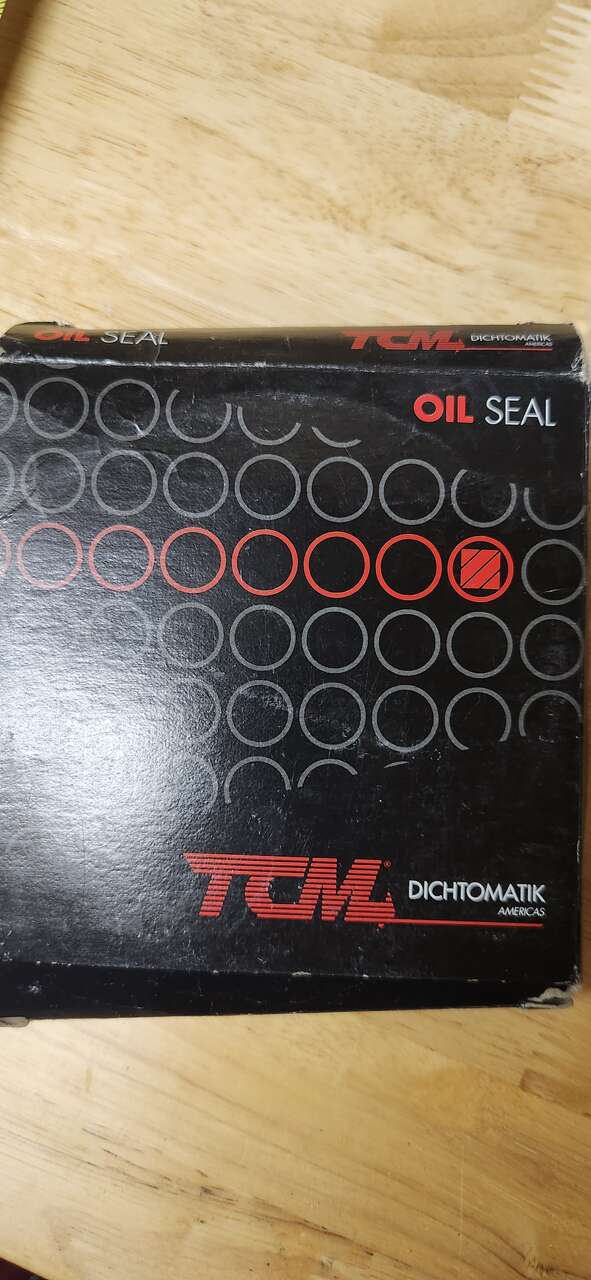 OIL SEAL
TCM DICHTOMATIK
AMERICAS
OIL SEAL
TCM® DICHTOMATIK
AMERICAS